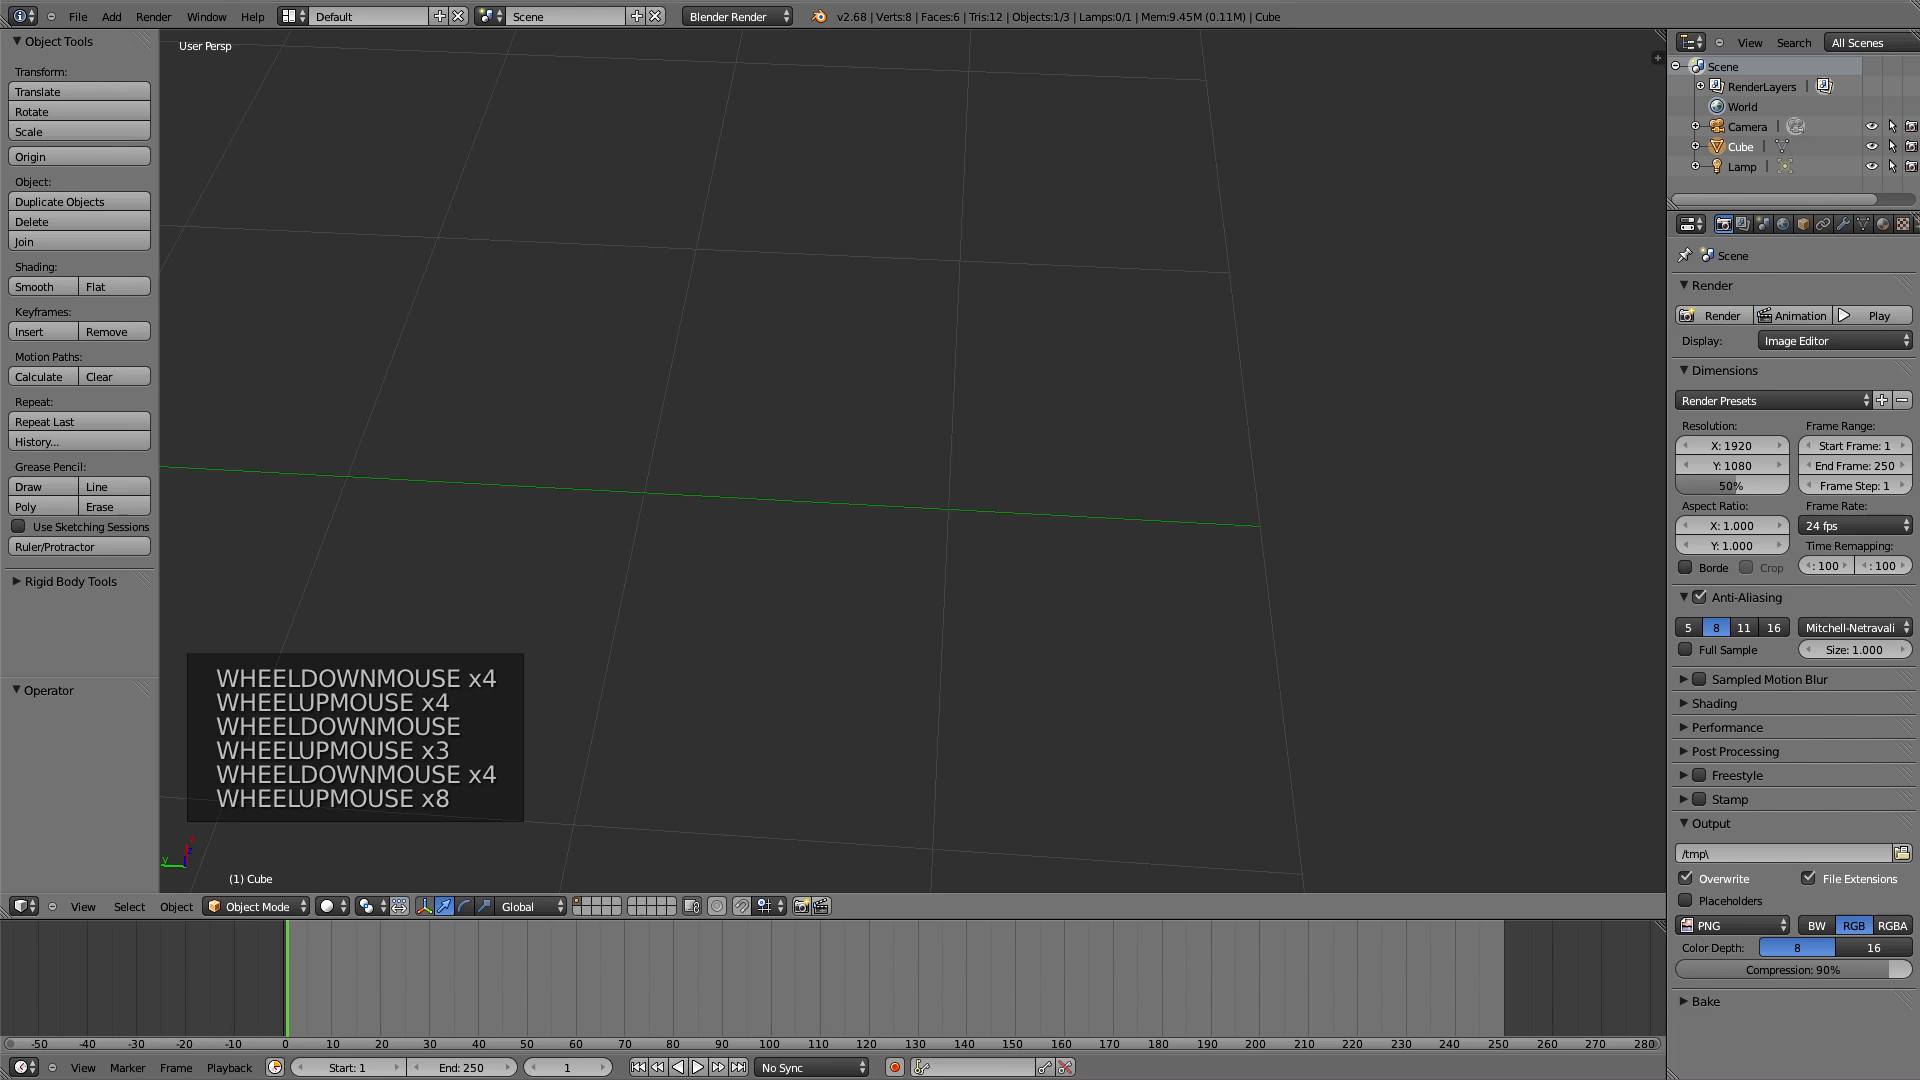 File Add Render Window Help Default Scene Blender Render v2.68 | Verts:8 | Faces:6 | Tris:12 | Objects:1/3 | Lamps:0/1 | Mem:9.45M (0.11M) | Cube
Object Tools
Transform:
Translate
Rotate
Scale
Origin
Object:
Duplicate Objects
Delete
Join
Shading:
Smooth Flat
Keyframes:
Insert Remove
Motion Paths:
Calculate Clear
Repeat:
Repeat Last
History...
Grease Pencil:
Draw Line
Poly Erase
Use Sketching Sessions
Ruler/Protractor
Rigid Body Tools
Operator
User Persp
WHEELDOWNMOUSE x4
WHEELUPMOUSE x4
WHEELDOWNMOUSE
WHEELUPMOUSE x3
WHEELDOWNMOUSE x4
WHEELUPMOUSE x8
y z
(1) Cube
View Select Object Object Mode Global
-50 -40 -30 -20 -10 0 10 20 30 40 50 60 70 80 90 100 110 120 130 140 150 160 170 180 190 200 210 220 230 240 250 260 270 280
View Marker Frame Playback Start: 1 End: 250 1 No Sync
View Search All Scenes
Scene
RenderLayers |
World
Camera |
Cube |
Lamp |
Scene
Render
Render Animation Play
Display: Image Editor
Dimensions
Render Presets
Resolution: Frame Range:
X: 1920 Start Frame: 1
Y: 1080 End Frame: 250
50% Frame Step: 1
Aspect Ratio: Frame Rate:
X: 1.000 24 fps
Y: 1.000 Time Remapping:
Borde Crop : 100 : 100
Anti-Aliasing
5 8 11 16 Mitchell-Netravali
Full Sample Size: 1.000
Sampled Motion Blur
Shading
Performance
Post Processing
Freestyle
Stamp
Output
/tmp\
Overwrite File Extensions
Placeholders
PNG BW RGB RGBA
Color Depth: 8 16
Compression: 90%
Bake